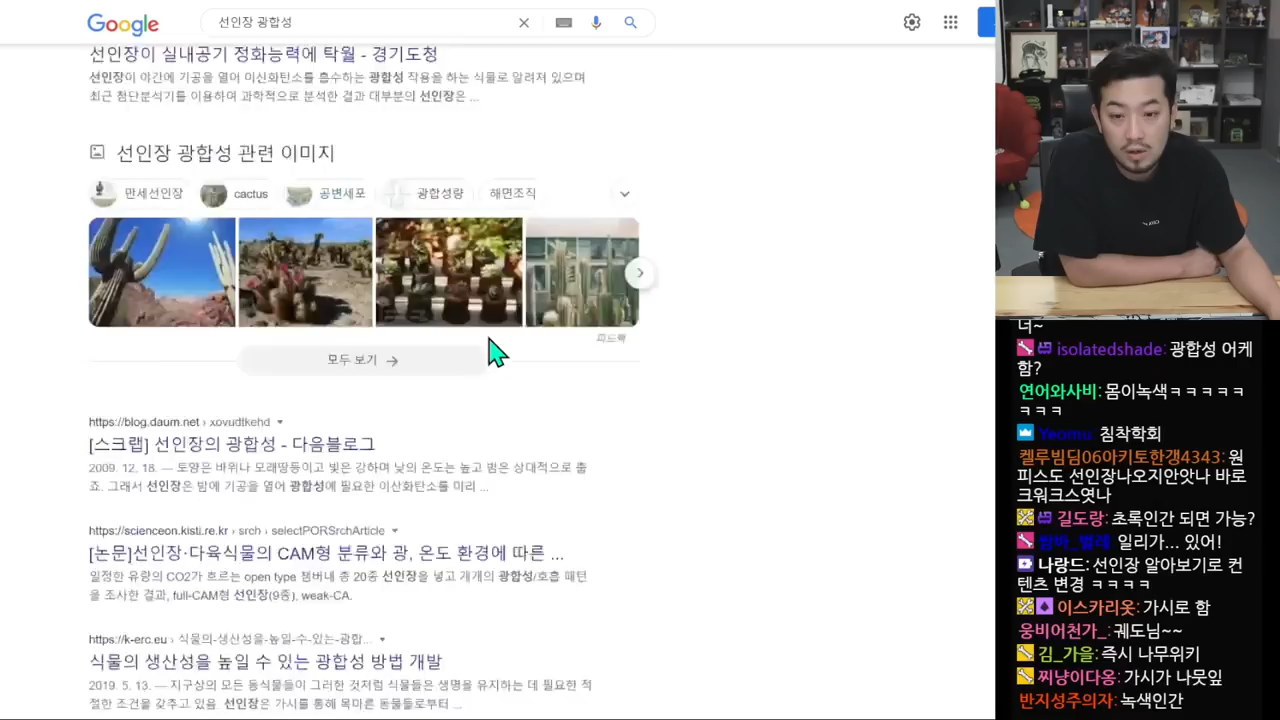 Google
선인장 광합성
선인장이 실내공기 정화능력에 탁월 - 경기도청
선인장이 야간에 기공을 열어 이산화탄소를 흡수하는 광합성 작용을 하는 식물로 알려져 있으며
최근 첨단분석기를 이용하여 과학적으로 분석한 결과 대부분의 선인장은 ...
선인장 광합성 관련 이미지
만세선인장
cactus
공변세포
광합성량
해면조직
피드백
모두 보기
https://blog.daum.net › xovudtkehd
[스크랩] 선인장의 광합성 - 다음블로그
2009. 12. 18. — 토양은 바위나 모래땅등이고 빛은 강하며 낮의 온도는 높고 밤은 상대적으로 출
죠. 그래서 선인장은 밤에 기공을 열어 광합성에 필요한 이산화탄소를 미리 ...
https://scienceon.kisti.re.kr › srch › selectPORSrchArticle
[논문]선인장·다육식물의 CAM형 분류와 광, 온도 환경에 따른 ...
일정한 유량의 CO2가 흐르는 open type 챔버내 총 20종 선인장을 넣고 개개의 광합성/호흡 패턴
을 조사한 결과, full-CAM형 선인장(9종), weak-CAM.
https://k-erc.eu › 식물의-생산성을-높일-수-있는-광합...
식물의 생산성을 높일 수 있는 광합성 방법 개발
2019. 5. 13. — 지구상의 모든 동식물들이 그러한 것처럼 식물들은 생명을 유지하는 데 필요한 적
절한 조건을 갖추고 있음. 선인장은 가시를 통해 목마른 동물들로부터 ...
너~
isolatedshade: 광합성 어케
함?
연어와사비: 몸이녹색ㅋㅋㅋㅋㅋ
ㅋㅋㅋㅋ
Yeomu: 침착학회
켈루빔딤06아키토한갱4343: 원
피스도 선인장나오지안앗나 바로
크워크스엿나
길도랑: 초록인간 되면 가능?
일리가... 있어!
나랑드: 선인장 알아보기로 컨
텐츠 변경 ㅋㅋㅋㅋ
이스카리옷: 가시로 함
웅비어천가_: 궤도님~~
김_가을: 즉시 나무위키
찌냥이다옹: 가시가 나뭇잎
반지성주의자: 녹색인간